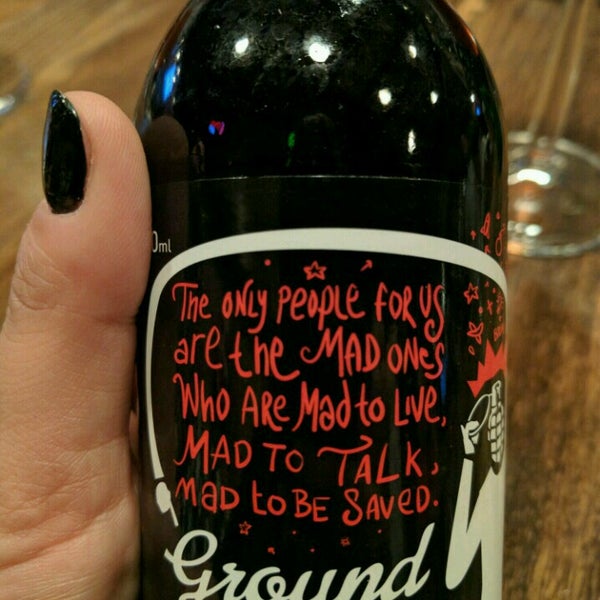 0ml
The only people for us
are the MAD ones
Who Are Mad to Live,
MAD TO TALK,
mad to BE SAVED.
Ground